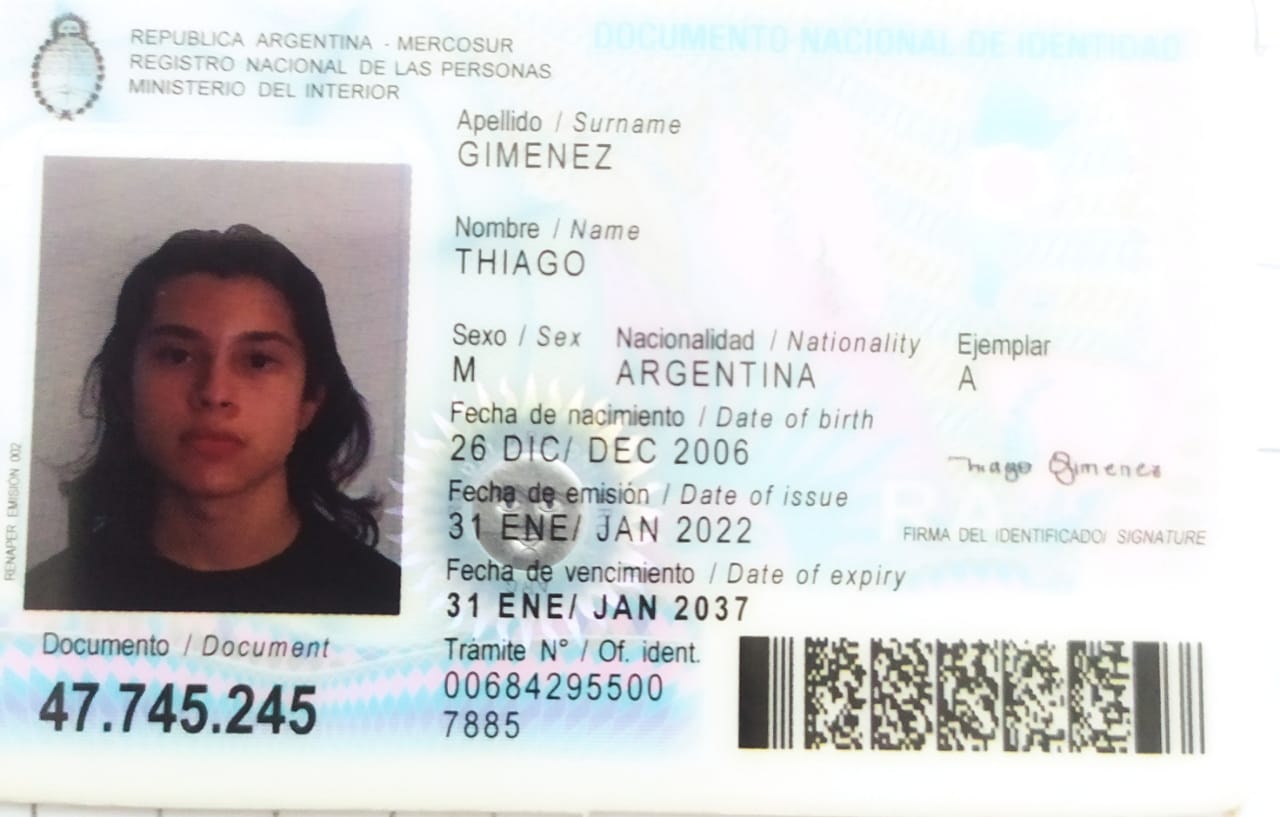 REPUBLICA ARGENTINA - MERCOSUR
REGISTRO NACIONAL DE LAS PERSONAS
MINISTERIO DEL INTERIOR
DOCUMENTO NACIONAL DE IDENTIDAD
Apellido / Surname
GIMENEZ
Nombre / Name
THIAGO
Sexo / Sex Nacionalidad / Nationality Ejemplar
M ARGENTINA A
Fecha de nacimiento / Date of birth
26 DIC/ DEC 2006
Fecha de emisión / Date of issue
31 ENE/ JAN 2022
Thiago Gimenez
FIRMA DEL IDENTIFICADO/ SIGNATURE
Fecha de vencimiento / Date of expiry
31 ENE/ JAN 2037
RENAPER EMISION 002
Documento / Document
47.745.245
Trámite N° / Of. ident.
00684295500
7885